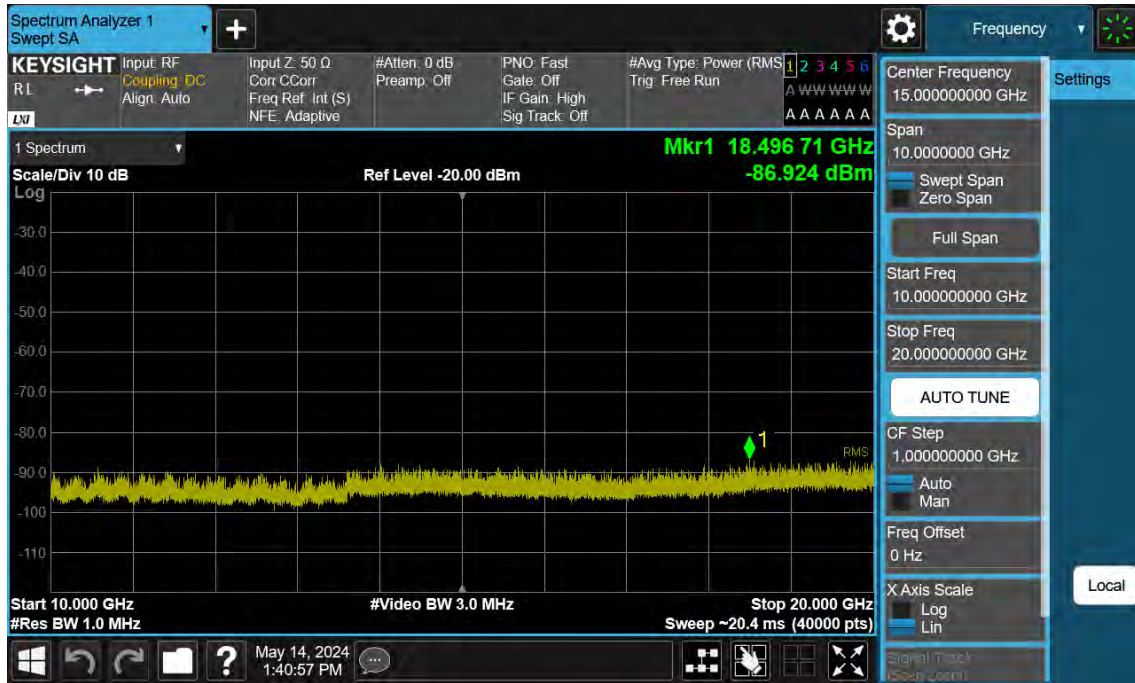 Spectrum Analyzer 1
Swept SA
Frequency
KEYSIGHT
R L
LXI
Input: RF
Coupling: DC
Align: Auto
Input Z: 50 Ω
Corr CCorr
Freq Ref: Int (S)
NFE: Adaptive
#Atten: 0 dB
Preamp: Off
PNO: Fast
Gate: Off
IF Gain: High
Sig Track: Off
#Avg Type: Power (RMS
Trig: Free Run
1 2 3 4 5 6
A W W W W W
A A A A A A
1 Spectrum
Mkr1 18.496 71 GHz
-86.924 dBm
Scale/Div 10 dB
Ref Level -20.00 dBm
Log
-30.0
-40.0
-50.0
-60.0
-70.0
-80.0
-90.0
-100
-110
1
RMS
Start 10.000 GHz
#Video BW 3.0 MHz
Stop 20.000 GHz
#Res BW 1.0 MHz
Sweep ~20.4 ms (40000 pts)
May 14, 2024
1:40:57 PM
Center Frequency
15.000000000 GHz
Span
10.0000000 GHz
Swept Span
Zero Span
Full Span
Start Freq
10.000000000 GHz
Stop Freq
20.000000000 GHz
AUTO TUNE
CF Step
1.000000000 GHz
Auto
Man
Freq Offset
0 Hz
X Axis Scale
Log
Lin
Signal Track
(Span Zoom)
Settings
Local